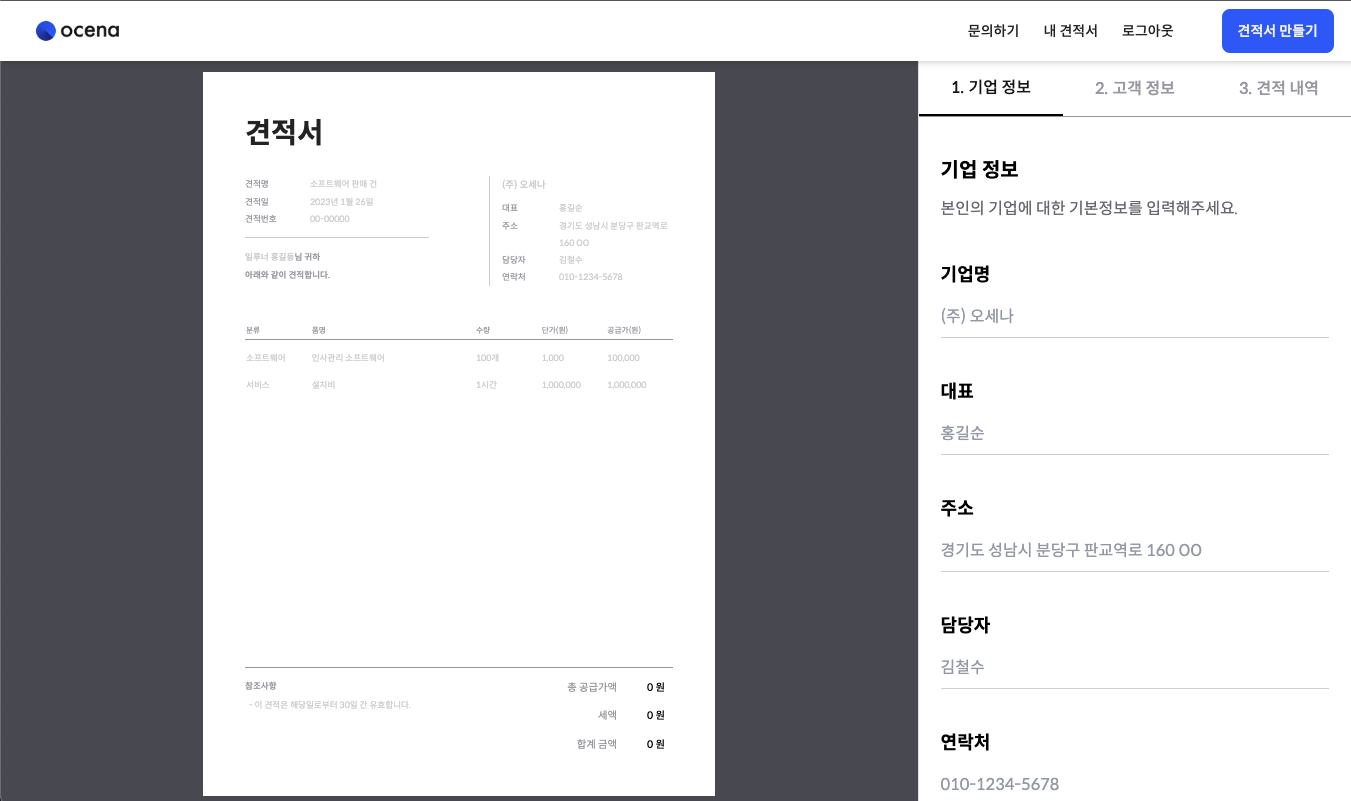 ocena
문의하기 내 견적서 로그아웃 견적서 만들기
견적서
견적명 소프트웨어 판매 건
견적일 2023년 1월 26일
견적번호 00-00000
일루너 홍길동님 귀하
아래와 같이 견적합니다.
(주) 오세나
대표 홍길순
주소 경기도 성남시 분당구 판교역로
160 OO
담당자 김철수
연락처 010-1234-5678
분류 품명 수량 단가(원) 공급가(원)
소프트웨어 인사관리 소프트웨어 100개 1,000 100,000
서비스 설치비 1시간 1,000,000 1,000,000
참조사항
- 이 견적은 해당일로부터 30일 간 유효합니다.
총 공급가액 0 원
세액 0 원
합계 금액 0 원
1. 기업 정보 2. 고객 정보 3. 견적 내역
기업 정보
본인의 기업에 대한 기본정보를 입력해주세요.
기업명
(주) 오세나
대표
홍길순
주소
경기도 성남시 분당구 판교역로 160 OO
담당자
김철수
연락처
010-1234-5678